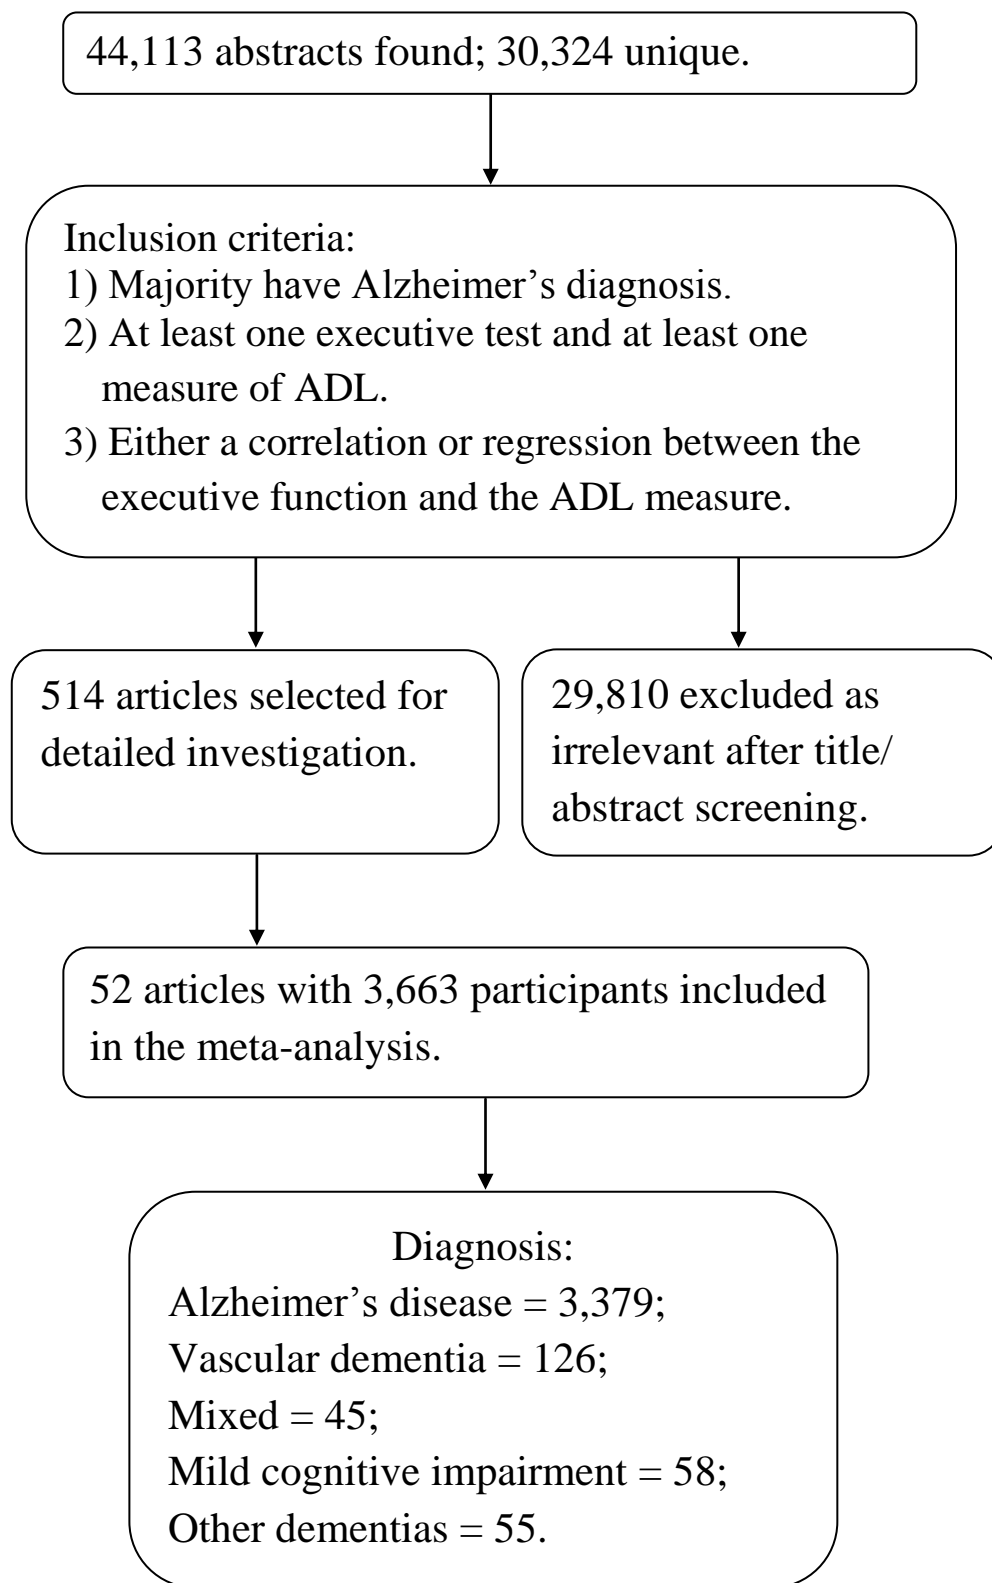 44,113 abstracts found; 30,324 unique.
Inclusion criteria:
1) Majority have Alzheimer’s diagnosis.
2) At least one executive test and at least one
measure of ADL.
3) Either a correlation or regression between the
executive function and the ADL measure.
514 articles selected for
detailed investigation.
29,810 excluded as
irrelevant after title/
abstract screening.
52 articles with 3,663 participants included
in the meta-analysis.
Diagnosis:
Alzheimer’s disease = 3,379;
Vascular dementia = 126;
Mixed = 45;
Mild cognitive impairment = 58;
Other dementias = 55.